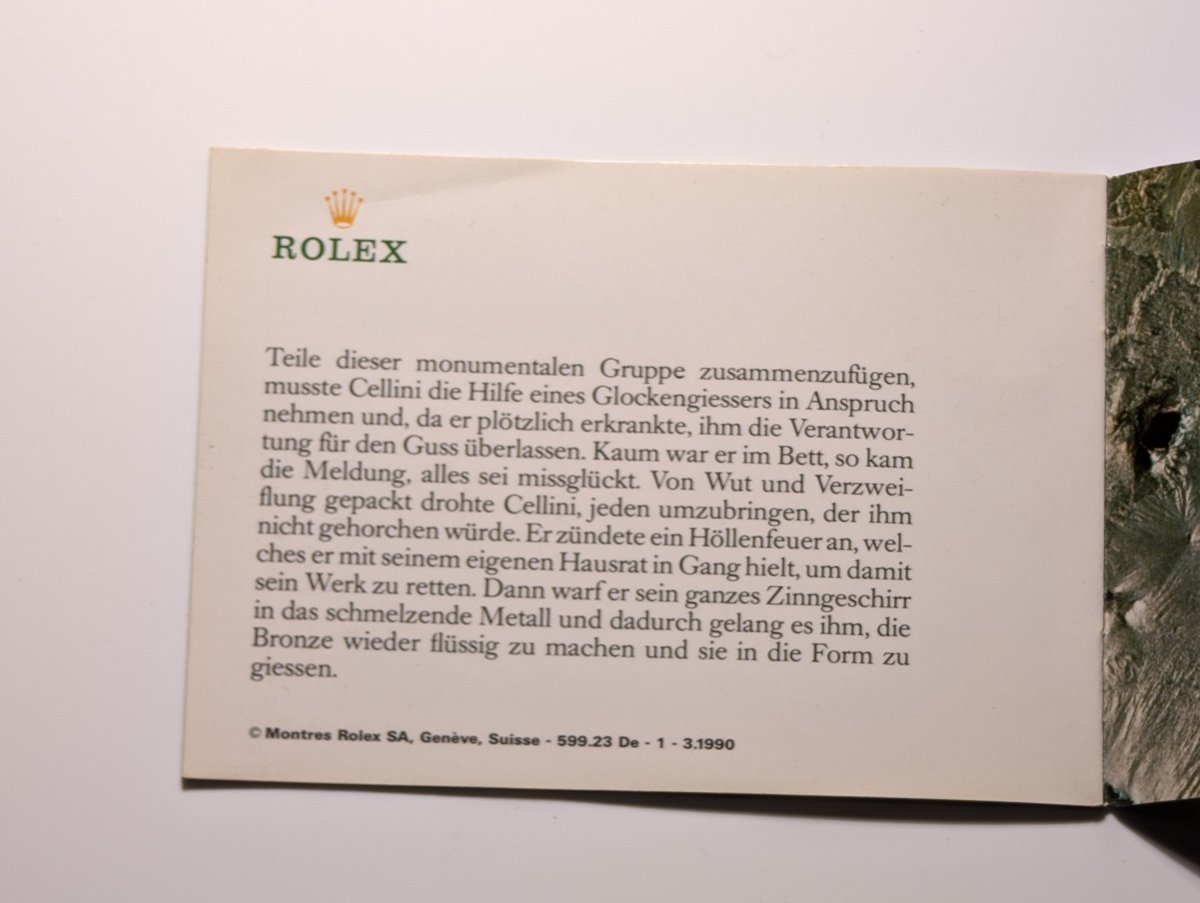 ROLEX
Teile dieser monumentalen Gruppe zusammenzufügen,
musste Cellini die Hilfe eines Glockengiessers in Anspruch
nehmen und, da er plötzlich erkrankte, ihm die Verantwor-
tung für den Guss überlassen. Kaum war er im Bett, so kam
die Meldung, alles sei missglückt. Von Wut und Verzwei-
flung gepackt drohte Cellini, jeden umzubringen, der ihm
nicht gehorchen würde. Er zündete ein Höllenfeuer an, wel-
ches er mit seinem eigenen Hausrat in Gang hielt, um damit
sein Werk zu retten. Dann warf er sein ganzes Zinngeschirr
in das schmelzende Metall und dadurch gelang es ihm, die
Bronze wieder flüssig zu machen und sie in die Form zu
giessen.
© Montres Rolex SA, Genève, Suisse - 599.23 De - 1 - 3.1990